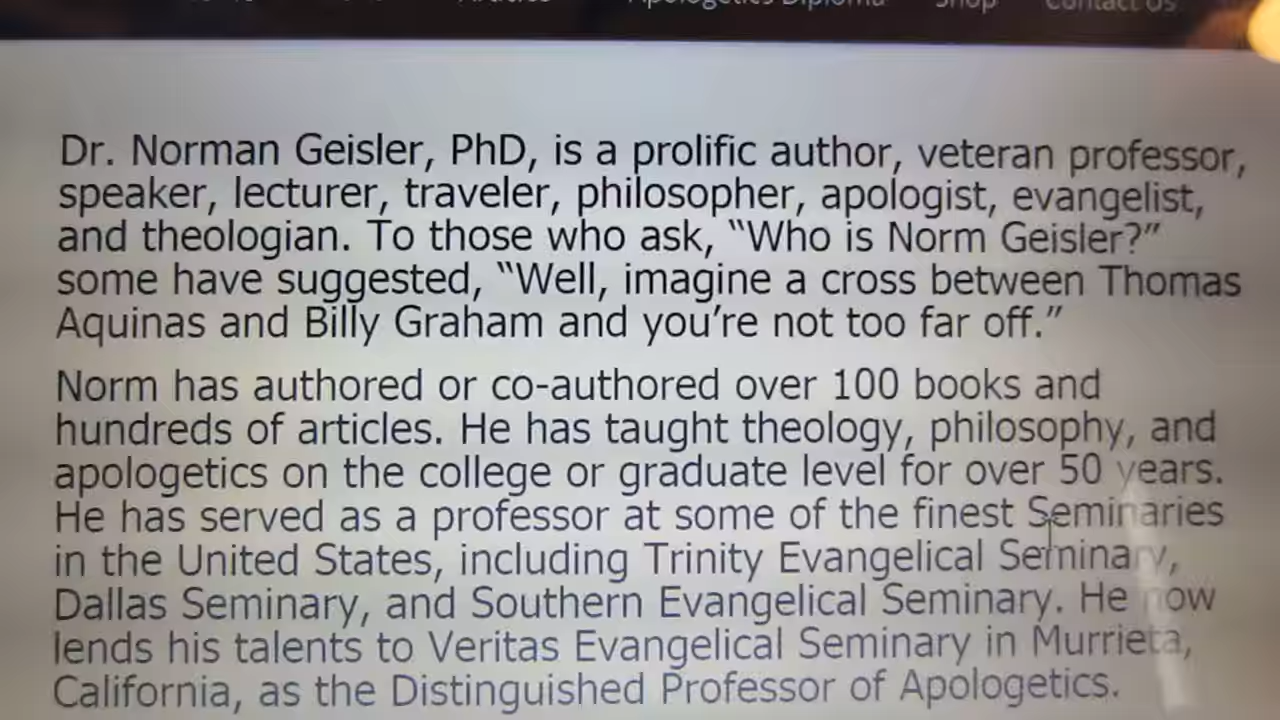 Articles Apologetics Diploma Shop Contact Us
Dr. Norman Geisler, PhD, is a prolific author, veteran professor,
speaker, lecturer, traveler, philosopher, apologist, evangelist,
and theologian. To those who ask, “Who is Norm Geisler?”
some have suggested, “Well, imagine a cross between Thomas
Aquinas and Billy Graham and you’re not too far off.”
Norm has authored or co-authored over 100 books and
hundreds of articles. He has taught theology, philosophy, and
apologetics on the college or graduate level for over 50 years.
He has served as a professor at some of the finest Seminaries
in the United States, including Trinity Evangelical Seminary,
Dallas Seminary, and Southern Evangelical Seminary. He now
lends his talents to Veritas Evangelical Seminary in Murrieta,
California, as the Distinguished Professor of Apologetics.